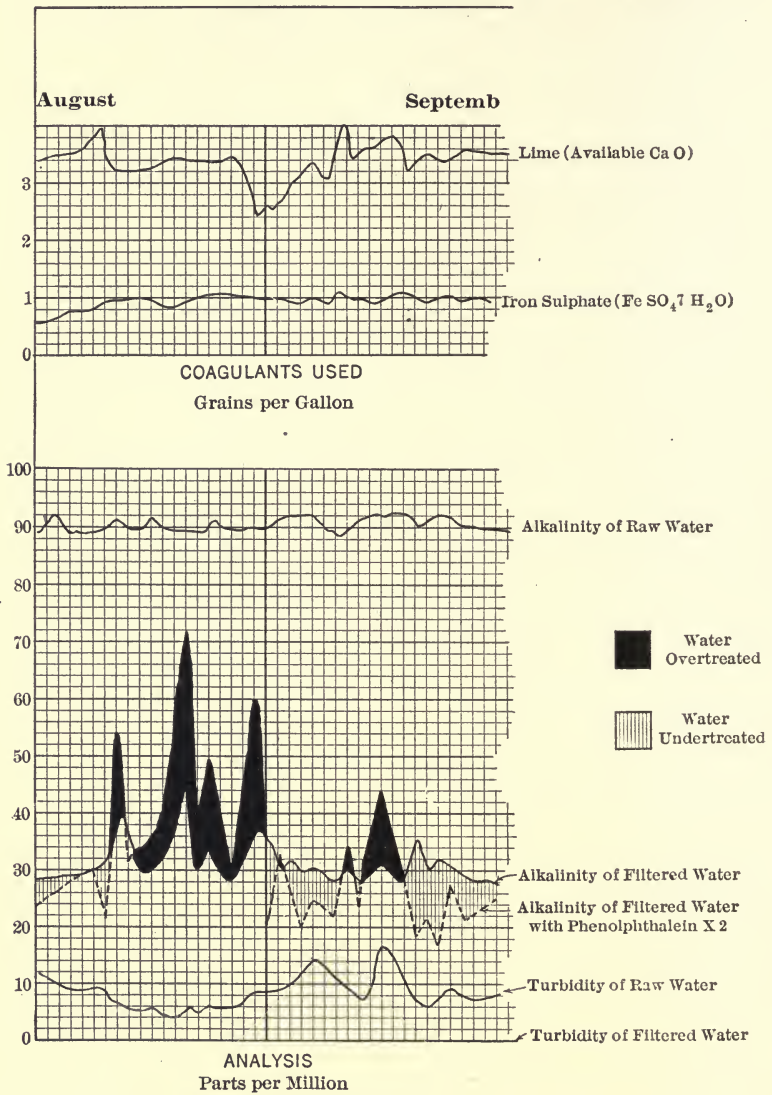 August Septemb
Lime (Available Ca O)
3
2
1
Iron Sulphate (Fe SO4 7 H2O)
0
COAGULANTS USED
Grains per Gallon
100
90
Alkalinity of Raw Water
80
70
Water
Overtreated
60
Water
Undertreated
50
40
30
Alkalinity of Filtered Water
Alkalinity of Filtered Water
with Phenolphthalein X 2
20
10
Turbidity of Raw Water
0
Turbidity of Filtered Water
ANALYSIS
Parts per Million